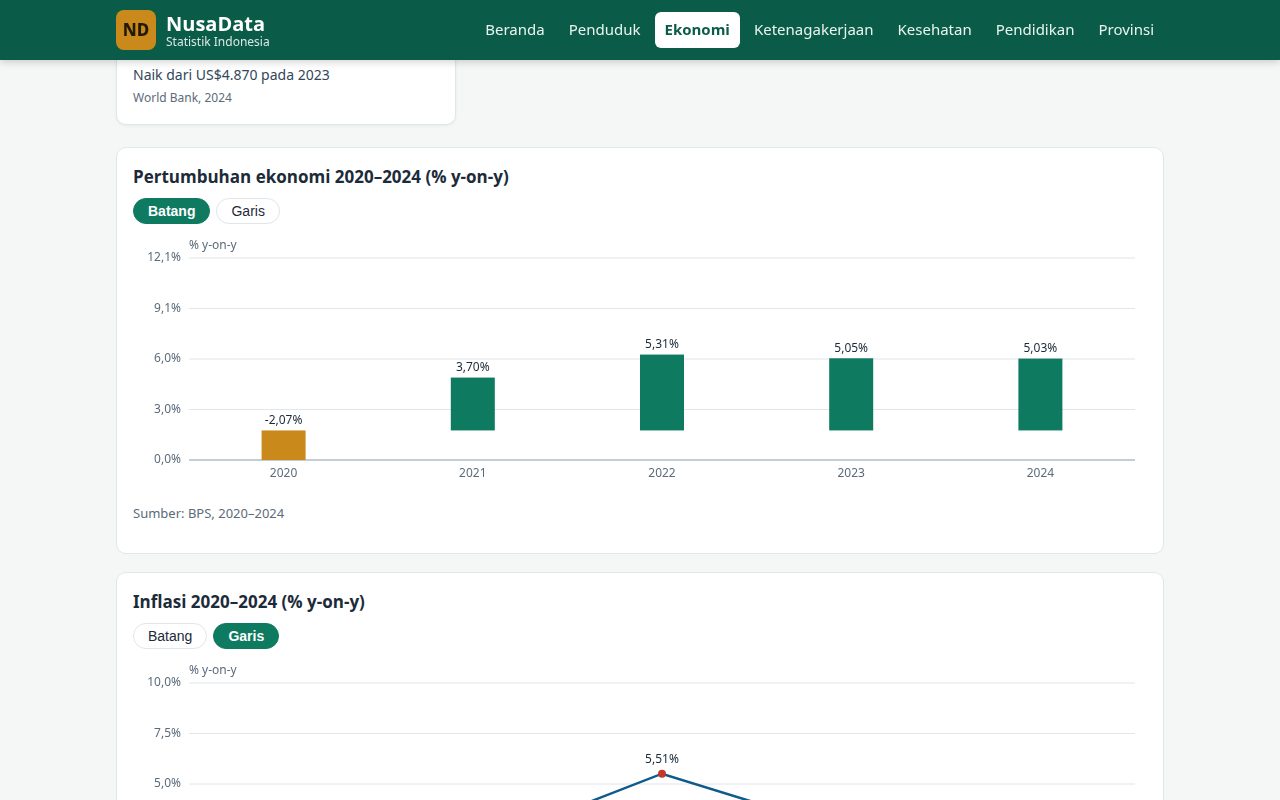 ND
NusaData
Statistik Indonesia
Beranda Penduduk Ekonomi Ketenagakerjaan Kesehatan Pendidikan Provinsi
Naik dari US$4.870 pada 2023
World Bank, 2024
Pertumbuhan ekonomi 2020–2024 (% y-on-y)
Batang Garis
% y-on-y
12,1%
9,1%
6,0%
3,0%
0,0%
-2,07%
3,70%
5,31%
5,05%
5,03%
2020 2021 2022 2023 2024
Sumber: BPS, 2020–2024
Inflasi 2020–2024 (% y-on-y)
Batang Garis
% y-on-y
10,0%
7,5%
5,0%
5,51%